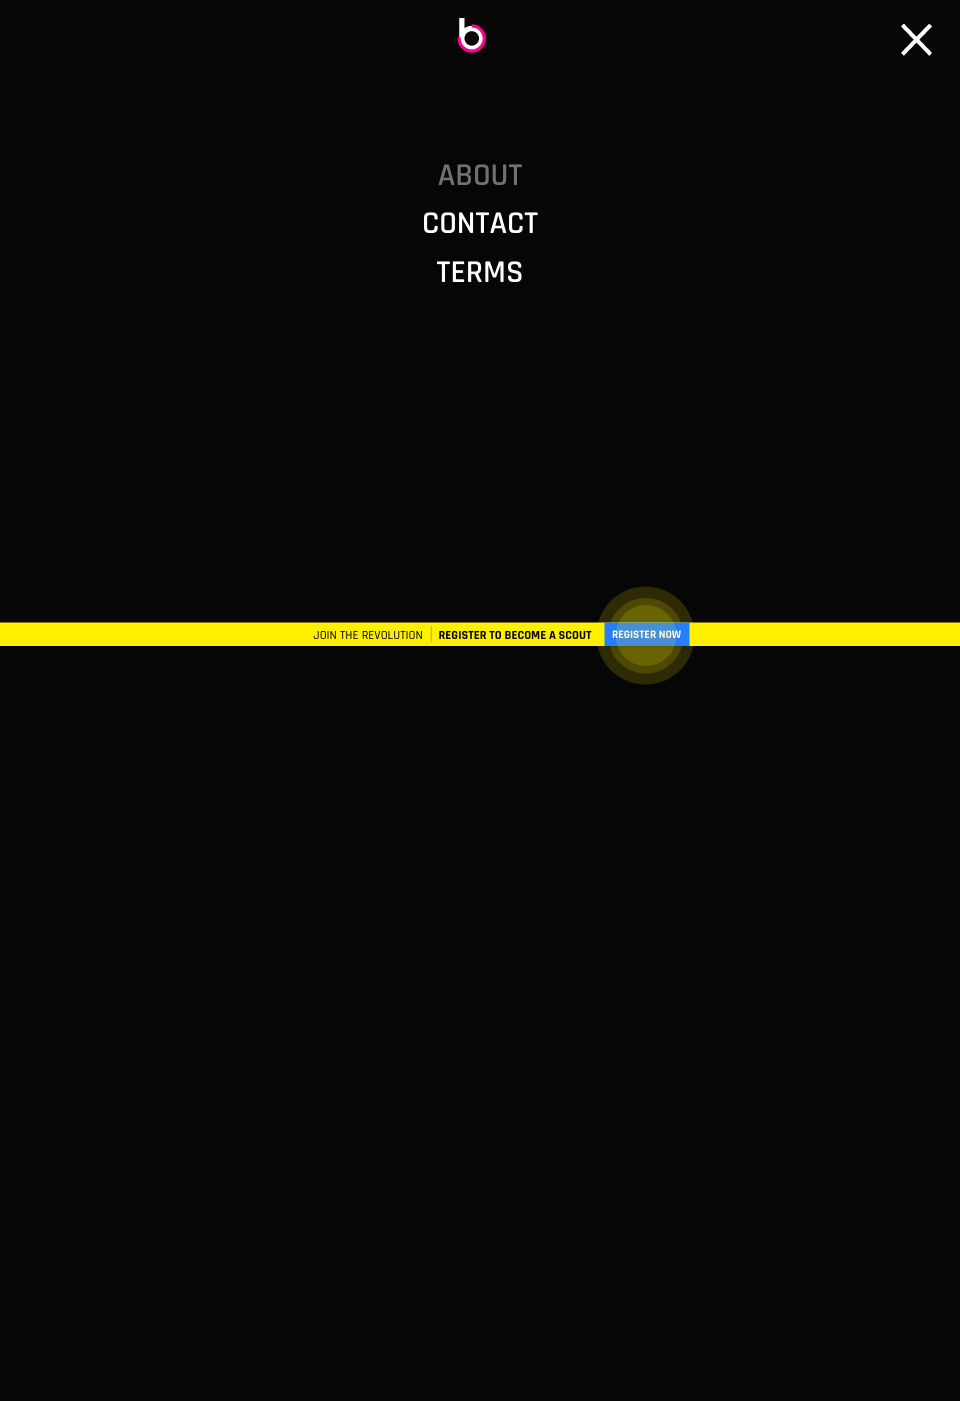 b
ABOUT
CONTACT
TERMS
JOIN THE REVOLUTION REGISTER TO BECOME A SCOUT REGISTER NOW